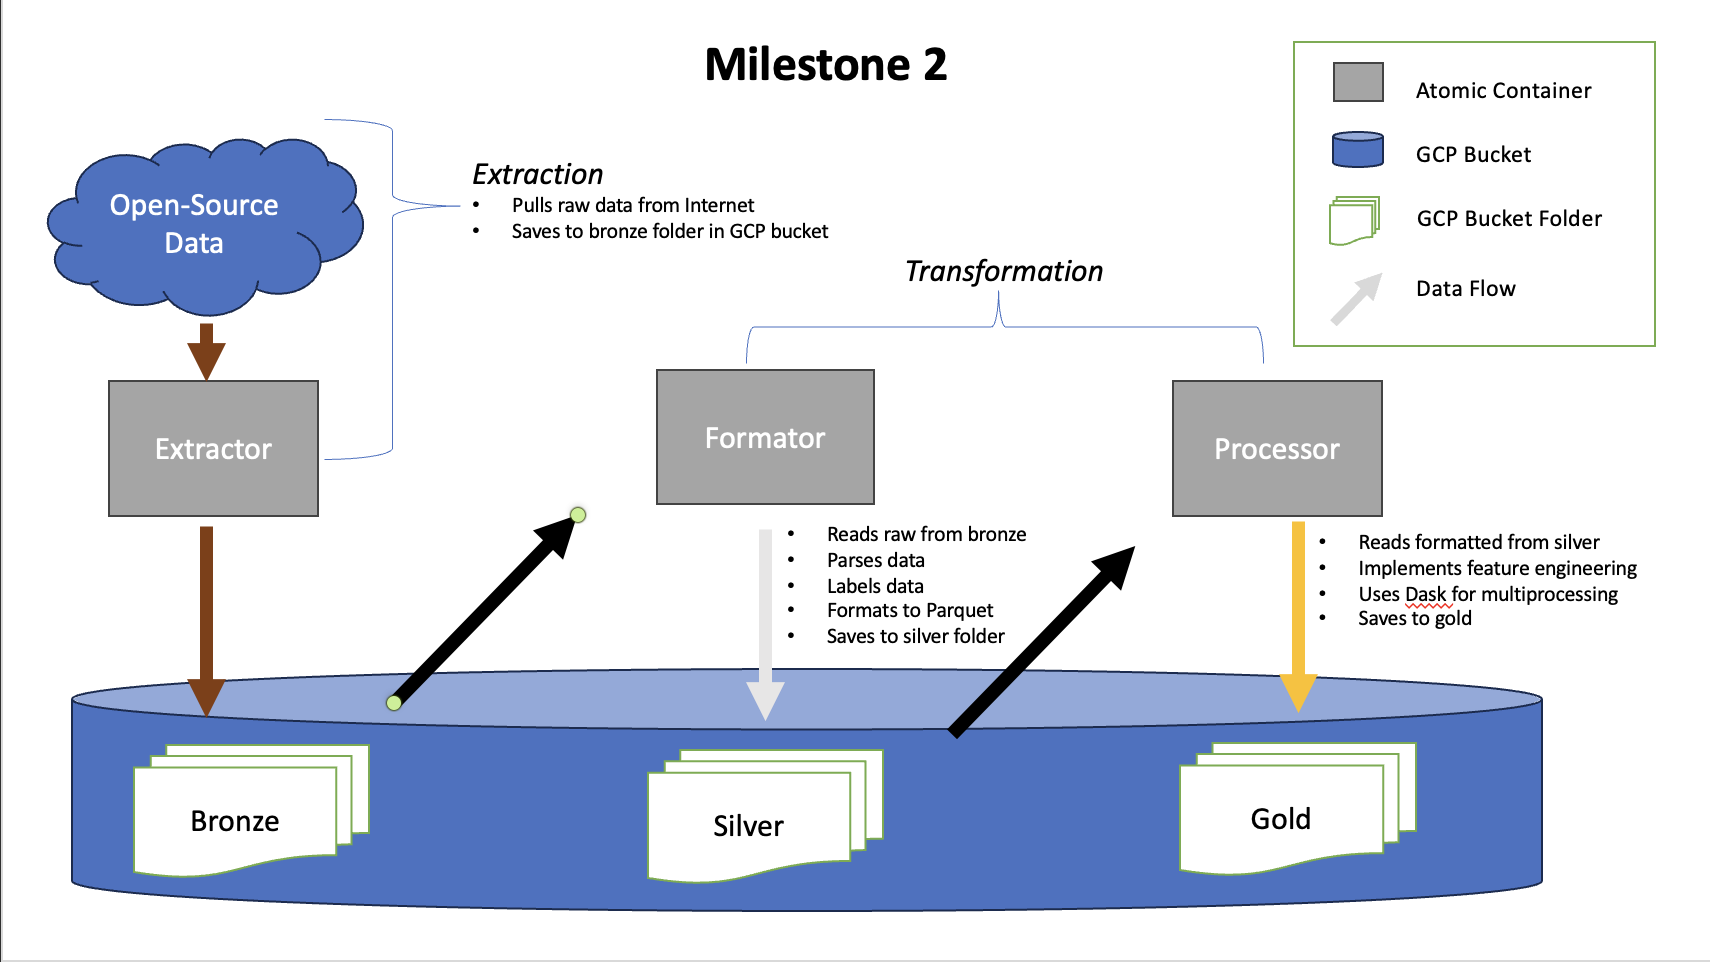 Milestone 2
Atomic Container
GCP Bucket
GCP Bucket Folder
Data Flow
Open-Source
Data
Extraction
• Pulls raw data from Internet
• Saves to bronze folder in GCP bucket
Transformation
Extractor
Formator
Processor
• Reads raw from bronze
• Parses data
• Labels data
• Formats to Parquet
• Saves to silver folder
• Reads formatted from silver
• Implements feature engineering
• Uses Dask for multiprocessing
• Saves to gold
Bronze
Silver
Gold